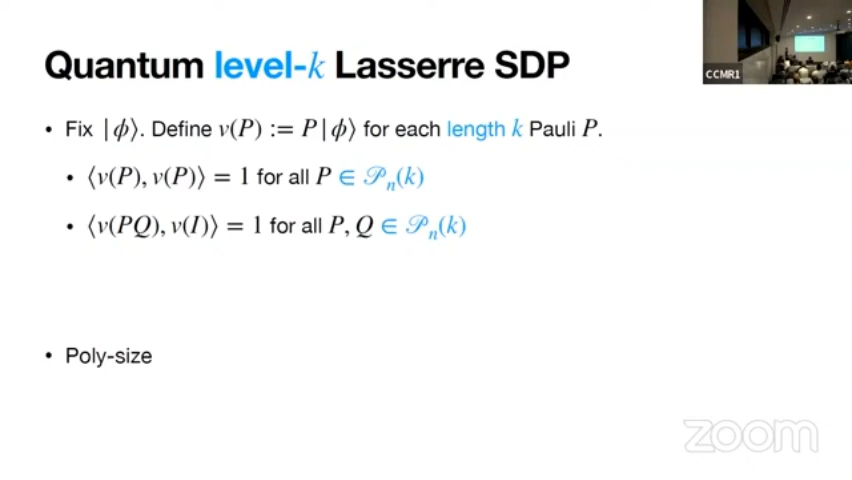 Quantum level-k Lasserre SDP
CCMR1
• Fix |ϕ⟩. Define v(P) := P|ϕ⟩ for each length k Pauli P.
• ⟨v(P), v(P)⟩ = 1 for all P ∈ 𝒫ₙ(k)
• ⟨v(PQ), v(I)⟩ = 1 for all P, Q ∈ 𝒫ₙ(k)
• Poly-size
zoom